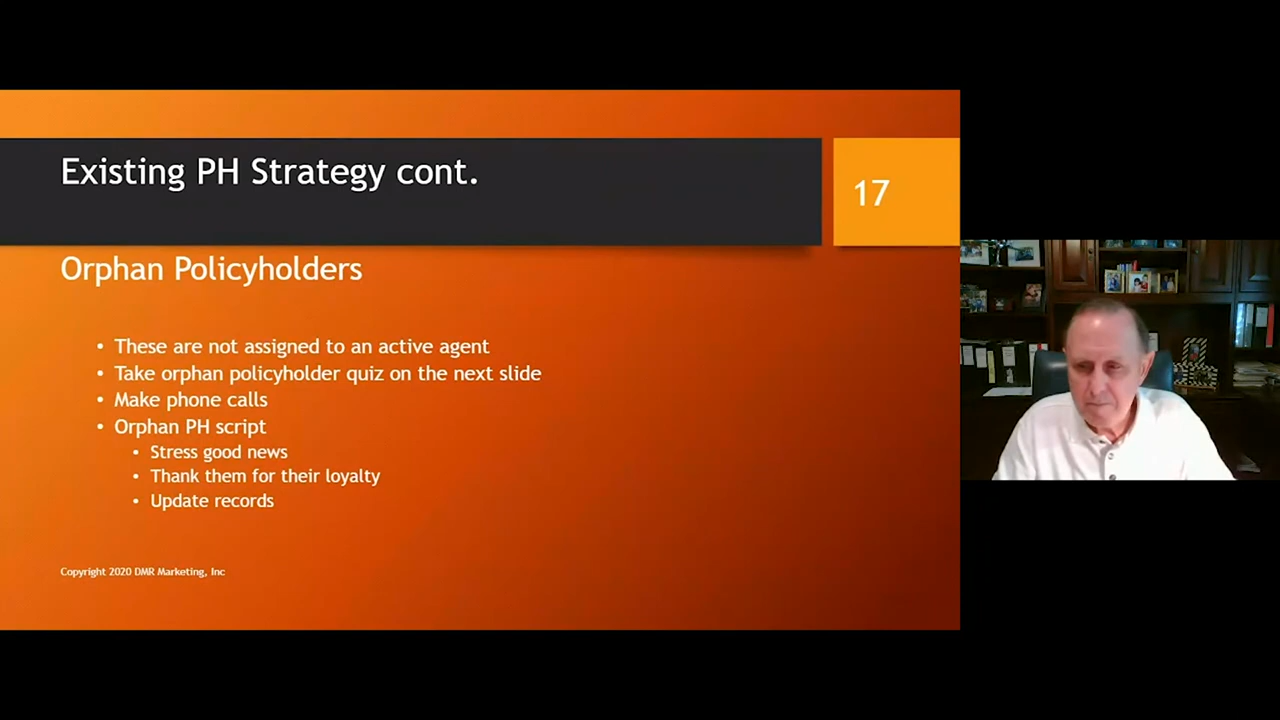 Existing PH Strategy cont.
17
Orphan Policyholders
• These are not assigned to an active agent
• Take orphan policyholder quiz on the next slide
• Make phone calls
• Orphan PH script
• Stress good news
• Thank them for their loyalty
• Update records
Copyright 2020 DMR Marketing, Inc